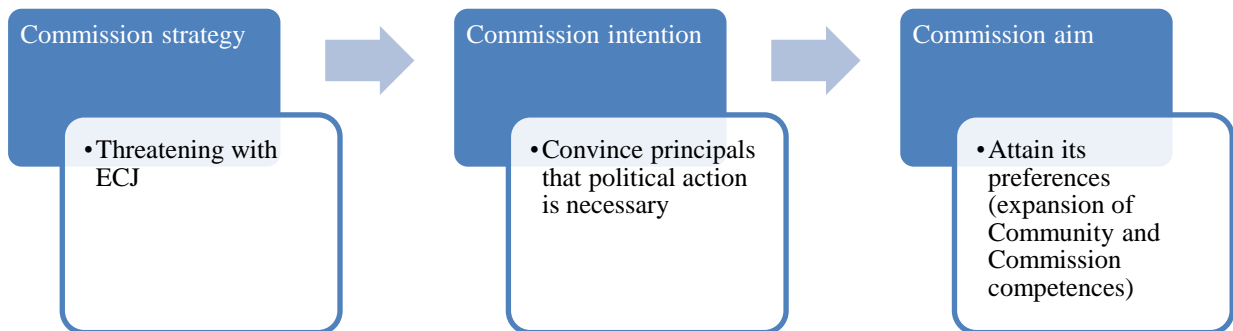 Commission strategy
•Threatening with
ECJ
Commission intention
•Convince principals
that political action
is necessary
Commission aim
•Attain its
preferences
(expansion of
Community and
Commission
competences)